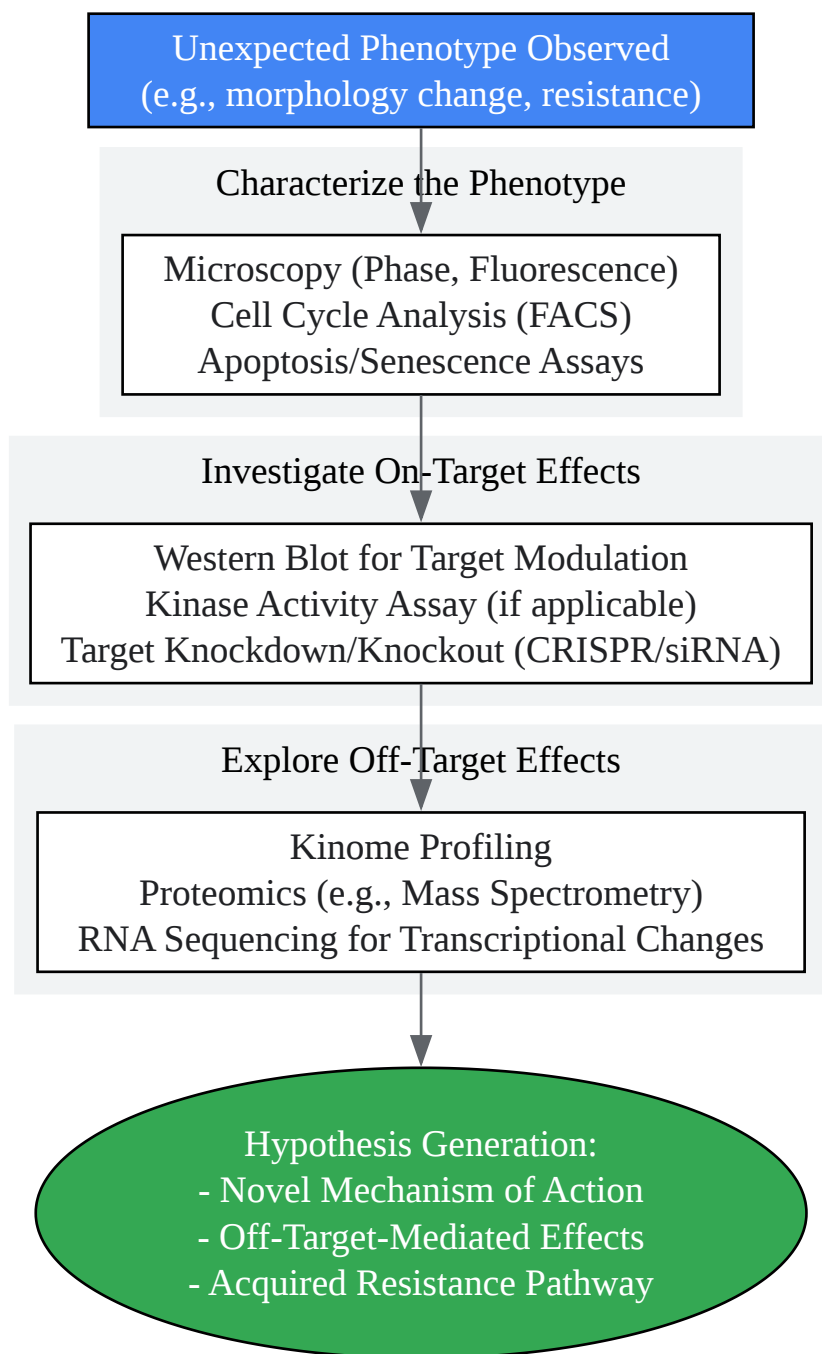 Unexpected Phenotype Observed
(e.g., morphology change, resistance)
Characterize the Phenotype
Microscopy (Phase, Fluorescence)
Cell Cycle Analysis (FACS)
Apoptosis/Senescence Assays
Investigate On-Target Effects
Western Blot for Target Modulation
Kinase Activity Assay (if applicable)
Target Knockdown/Knockout (CRISPR/siRNA)
Explore Off-Target Effects
Kinome Profiling
Proteomics (e.g., Mass Spectrometry)
RNA Sequencing for Transcriptional Changes
Hypothesis Generation:
- Novel Mechanism of Action
- Off-Target-Mediated Effects
- Acquired Resistance Pathway